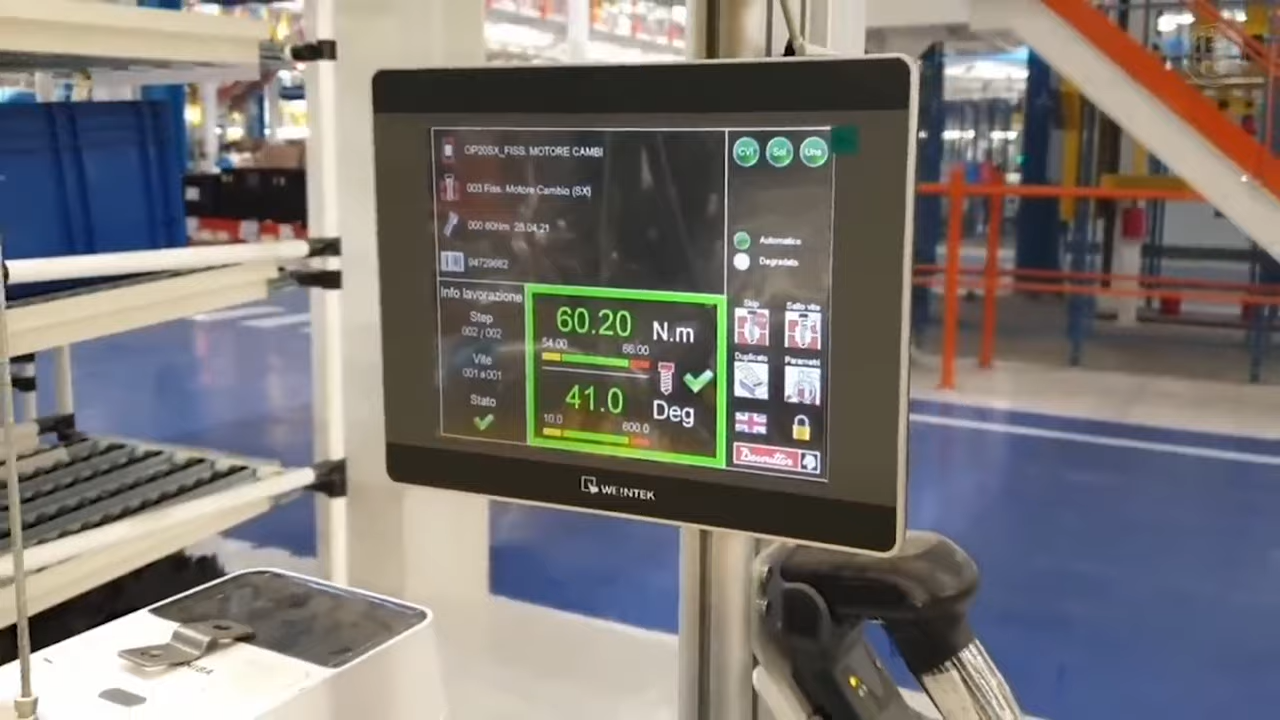 OP20SX_FISS. MOTORE CAMBI
003 Fiss. Motore Cambio (SX)
000 60Nm 28.04.21
94729662
CVI
Sol
Uns
Automatico
Degradato
Info lavorazione
Step
002 / 002
Vite
001 a 001
Stato
60.20 N.m
54.00 66.00
41.0 Deg
10.0 600.0
Skip
Salto vite
Duplicato
Parametri
Desoutter
WEINTEK